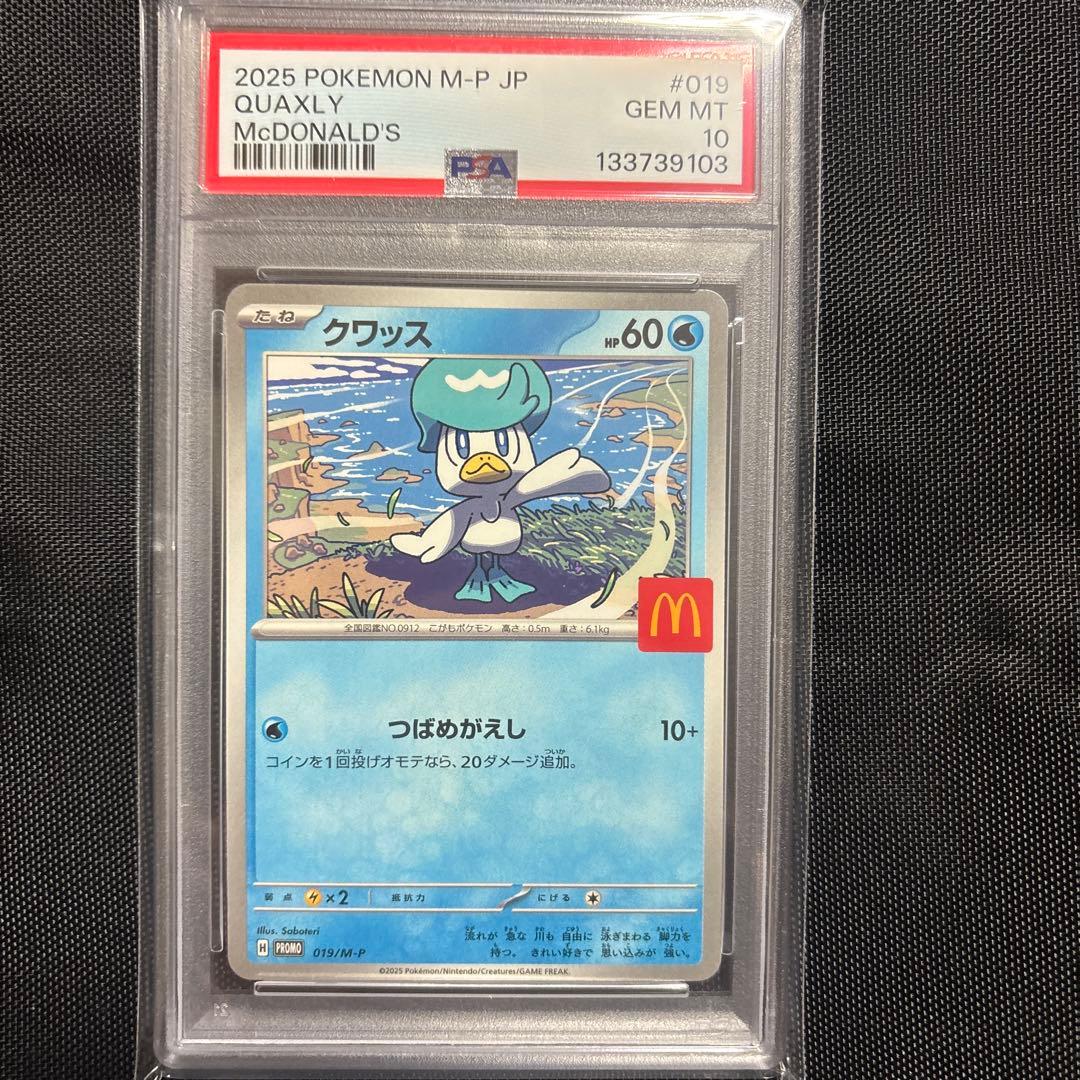 2025 POKEMON M-P JP #019
QUAXLY GEM MT
McDONALD'S 10
133739103
PSA
たね クワッス HP60
全国図鑑NO.0912 こがもポケモン 高さ:0.5m 重さ:6.1kg
M
つばめがえし 10+
コインを1回投げオモテなら、20ダメージ追加。
弱点 ×2 抵抗力 にげる
Illus. Saboteri
流れが 急な 川も 自由に 泳ぎまわる 脚力を
持つ。 きれい好きで 思い込みが 強い。
H PROMO 019/M-P
©2025 Pokémon/Nintendo/Creatures/GAME FREAK.